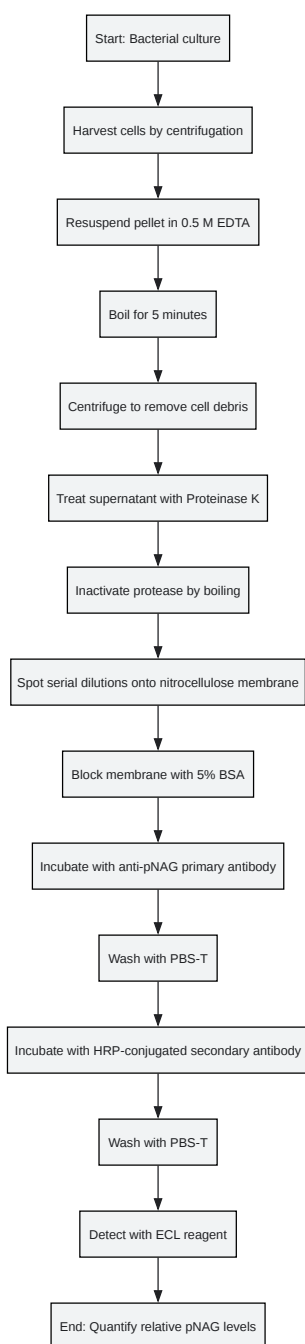 Start: Bacterial culture
Harvest cells by centrifugation
Resuspend pellet in 0.5 M EDTA
Boil for 5 minutes
Centrifuge to remove cell debris
Treat supernatant with Proteinase K
Inactivate protease by boiling
Spot serial dilutions onto nitrocellulose membrane
Block membrane with 5% BSA
Incubate with anti-pNAG primary antibody
Wash with PBS-T
Incubate with HRP-conjugated secondary antibody
Wash with PBS-T
Detect with ECL reagent
End: Quantify relative pNAG levels